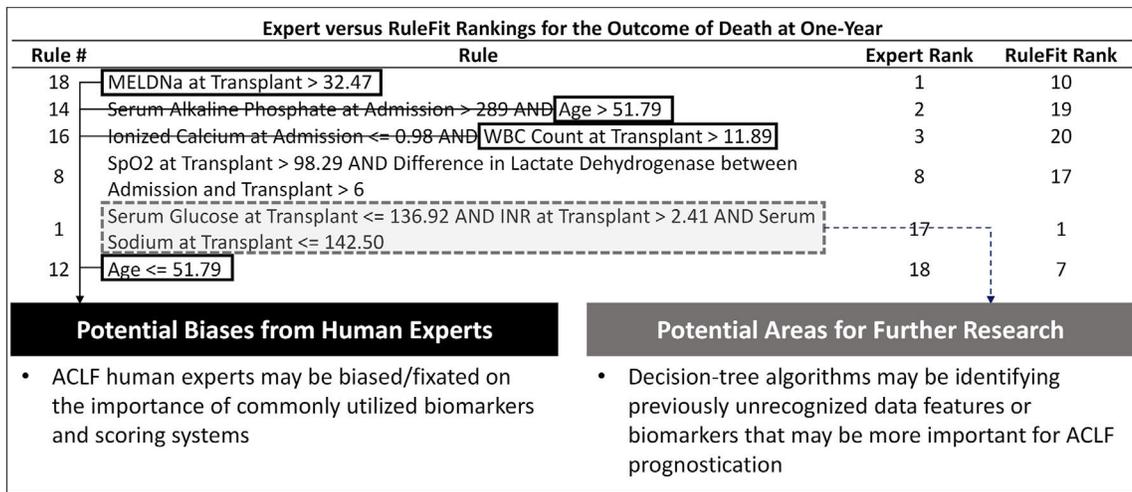 Expert versus RuleFit Rankings for the Outcome of Death at One-Year
Rule # Rule Expert Rank RuleFit Rank
18 MELDNa at Transplant > 32.47 1 10
14 Serum Alkaline Phosphate at Admission > 289 AND Age > 51.79 2 19
16 Ionized Calcium at Admission <= 0.98 AND WBC Count at Transplant > 11.89 3 20
8 SpO2 at Transplant > 98.29 AND Difference in Lactate Dehydrogenase between
Admission and Transplant > 6 8 17
1 Serum Glucose at Transplant <= 136.92 AND INR at Transplant > 2.41 AND Serum
Sodium at Transplant <= 142.50 17 1
12 Age <= 51.79 18 7
Potential Biases from Human Experts
• ACLF human experts may be biased/fixated on
the importance of commonly utilized biomarkers
and scoring systems
Potential Areas for Further Research
• Decision-tree algorithms may be identifying
previously unrecognized data features or
biomarkers that may be more important for ACLF
prognostication